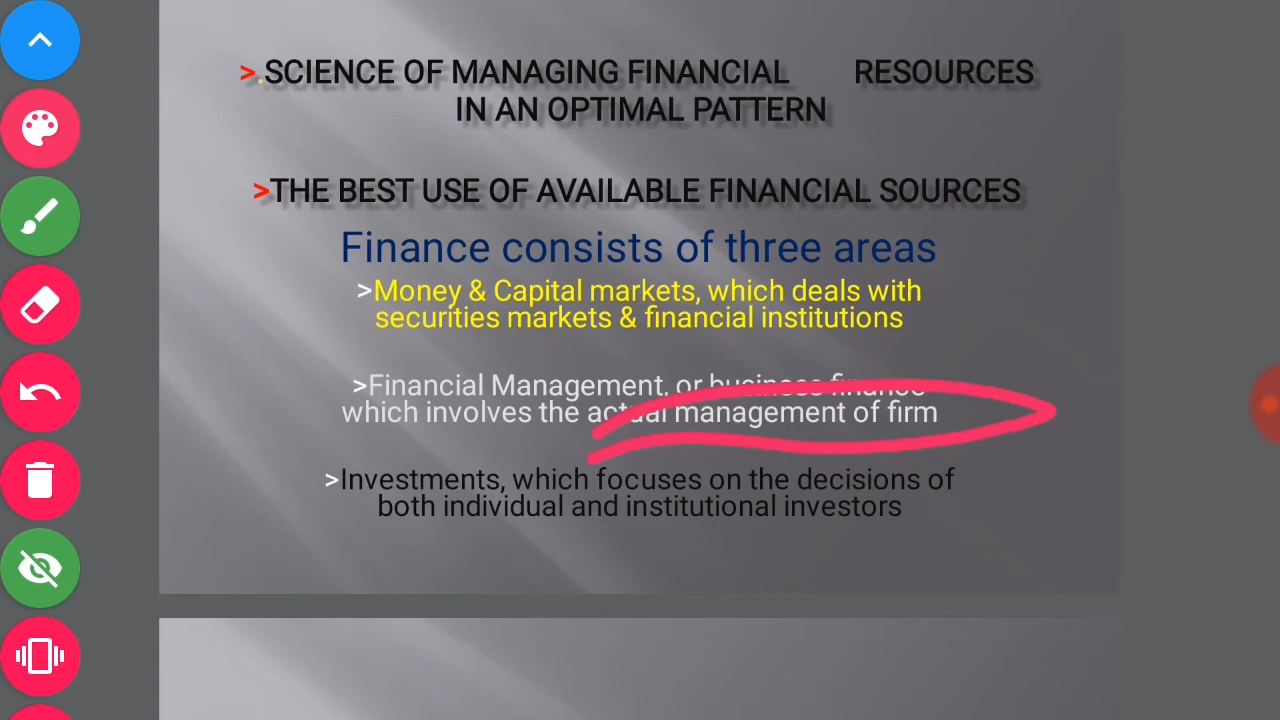 >.SCIENCE OF MANAGING FINANCIAL RESOURCES
IN AN OPTIMAL PATTERN
>THE BEST USE OF AVAILABLE FINANCIAL SOURCES
Finance consists of three areas
>Money & Capital markets, which deals with
securities markets & financial institutions
>Financial Management, or business finance
which involves the actual management of firm
>Investments, which focuses on the decisions of
both individual and institutional investors